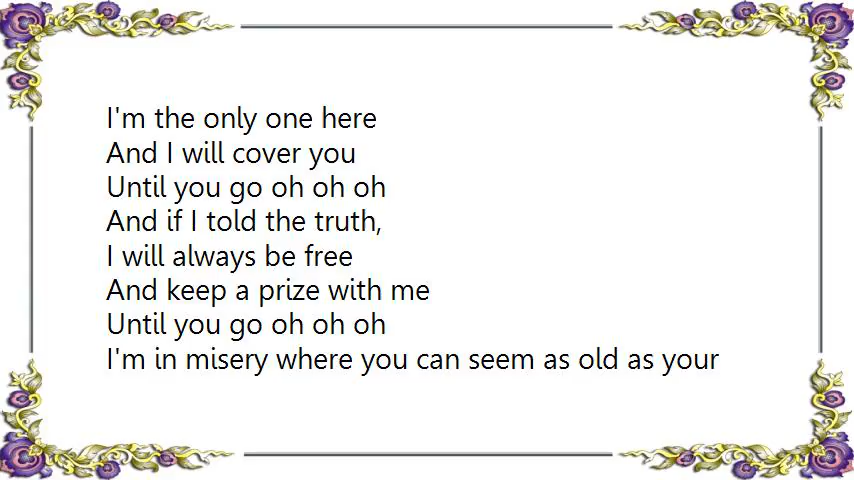 I'm the only one here
And I will cover you
Until you go oh oh oh
And if I told the truth,
I will always be free
And keep a prize with me
Until you go oh oh oh
I'm in misery where you can seem as old as your